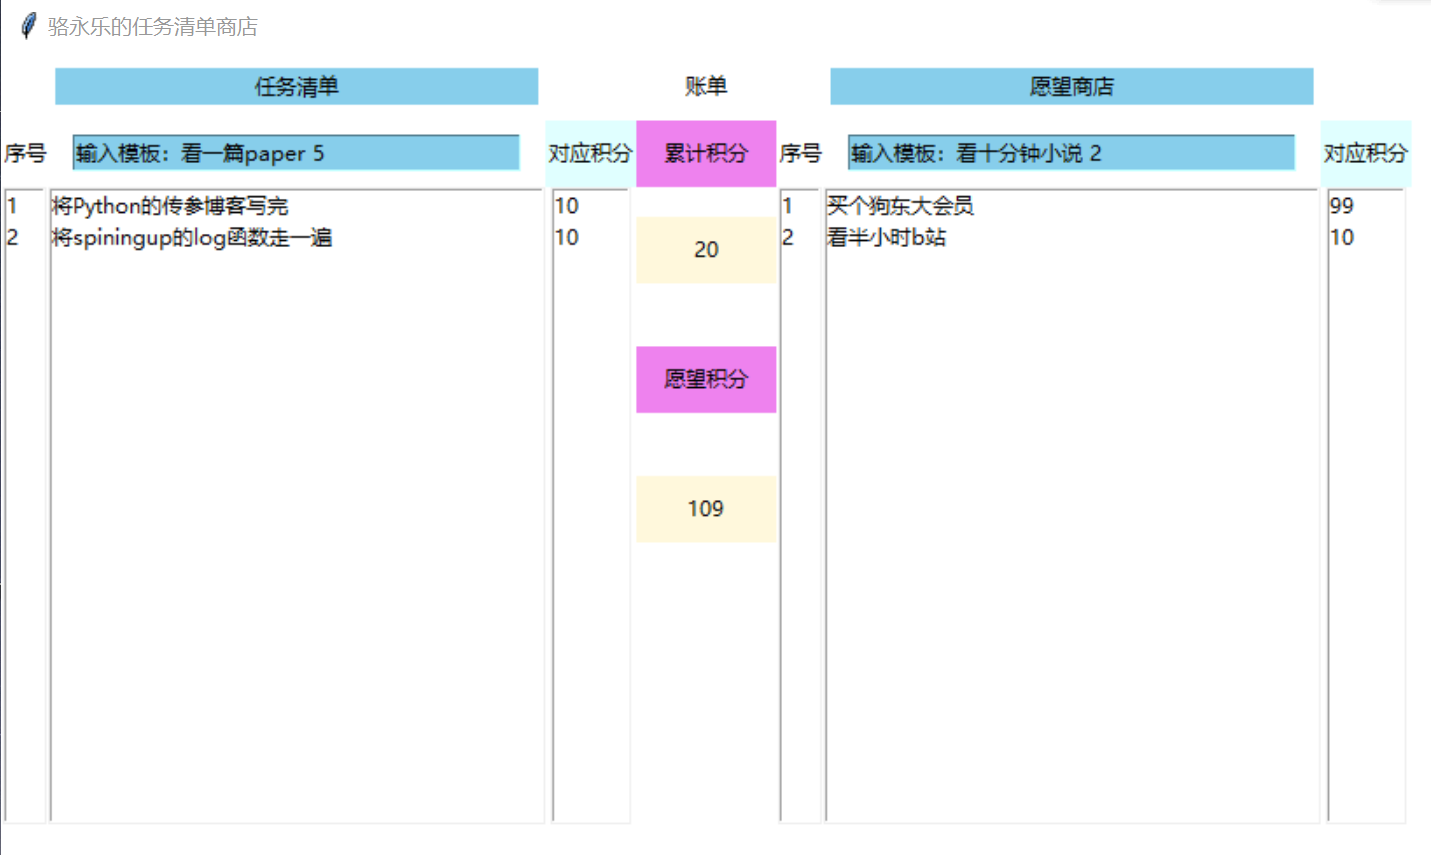 骆永乐的任务清单商店
任务清单 账单 愿望商店
序号 输入模板：看一篇paper 5 对应积分 累计积分 序号 输入模板：看十分钟小说 2 对应积分
1 将Python的传参博客写完 10 1 买个狗东大会员 99
2 将spiningup的log函数走一遍 10 2 看半小时b站 10
20
愿望积分
109